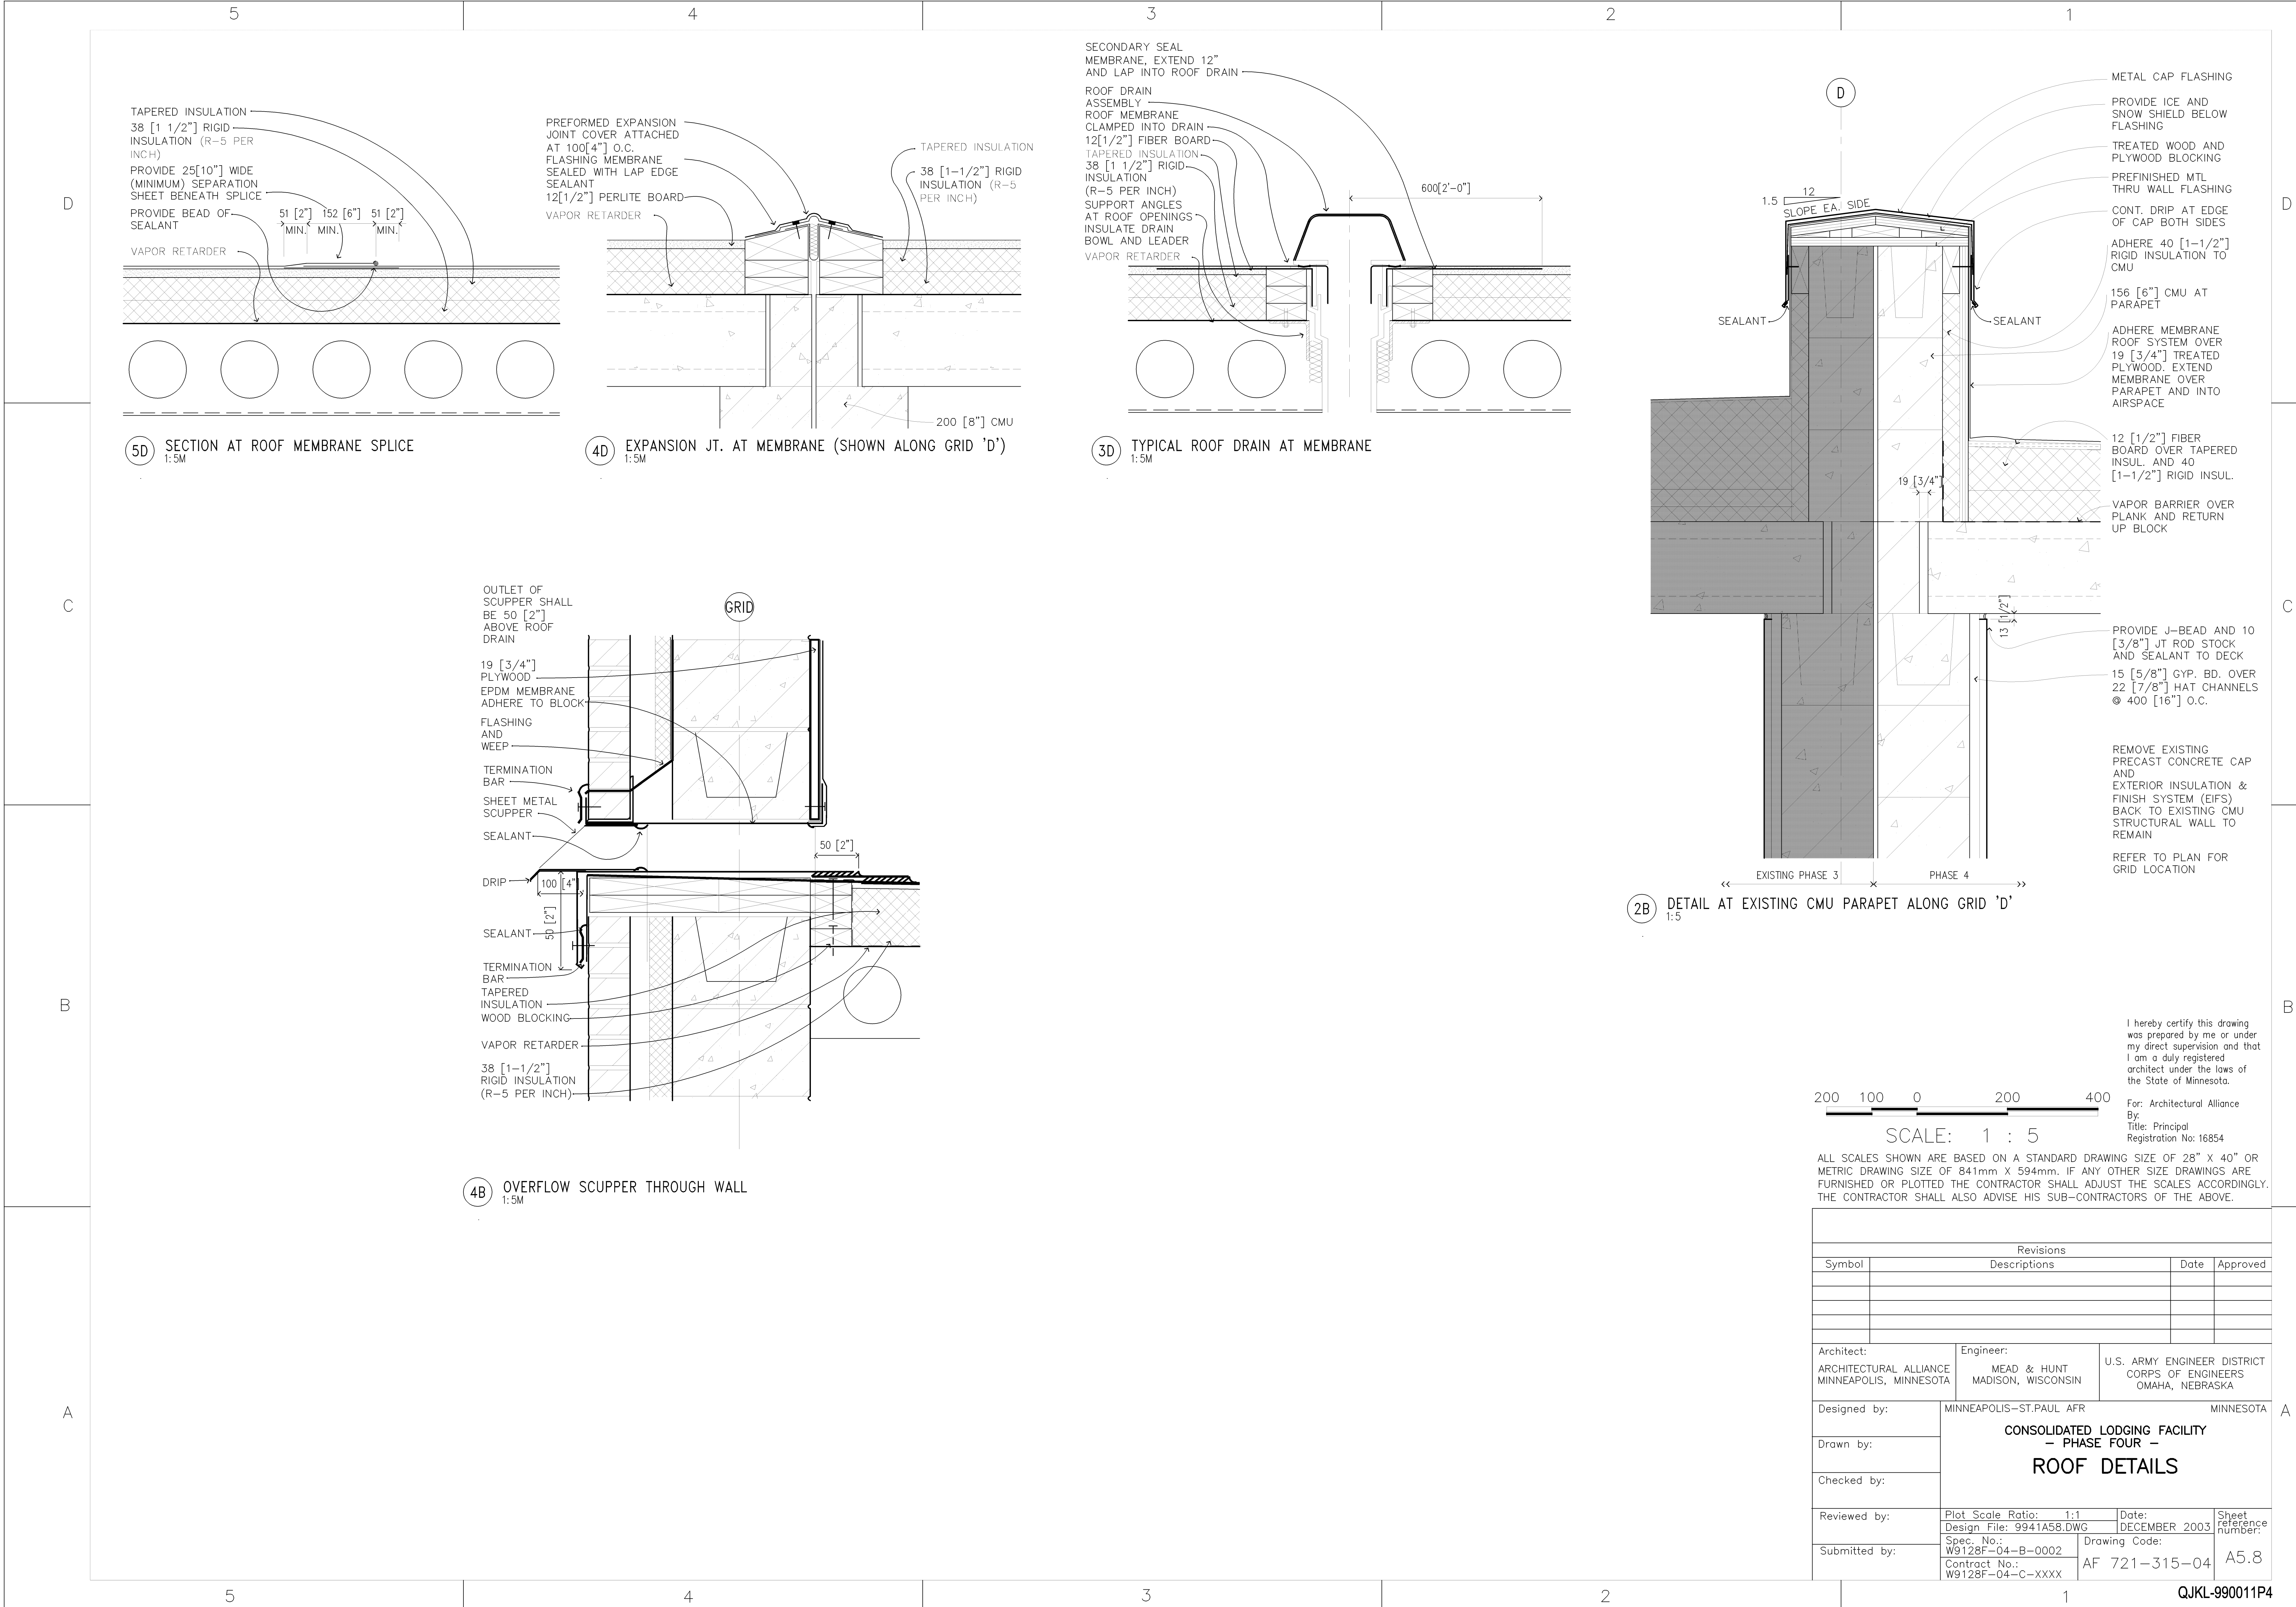 5
4
3
2
1
D
C
B
A
TAPERED INSULATION
38 [1 1/2"] RIGID
INSULATION (R-5 PER
INCH)
PROVIDE 25[10"] WIDE
(MINIMUM) SEPARATION
SHEET BENEATH SPLICE
PROVIDE BEAD OF
SEALANT
VAPOR RETARDER
51 [2"] 152 [6"] 51 [2"]
MIN. MIN. MIN.
5D SECTION AT ROOF MEMBRANE SPLICE
1:5M
PREFORMED EXPANSION
JOINT COVER ATTACHED
AT 100[4"] O.C.
FLASHING MEMBRANE
SEALED WITH LAP EDGE
SEALANT
12[1/2"] PERLITE BOARD
VAPOR RETARDER
TAPERED INSULATION
38 [1-1/2"] RIGID
INSULATION (R-5
PER INCH)
200 [8"] CMU
4D EXPANSION JT. AT MEMBRANE (SHOWN ALONG GRID 'D')
1:5M
SECONDARY SEAL
MEMBRANE, EXTEND 12"
AND LAP INTO ROOF DRAIN
ROOF DRAIN
ASSEMBLY
ROOF MEMBRANE
CLAMPED INTO DRAIN
12[1/2"] FIBER BOARD
TAPERED INSULATION
38 [1 1/2"] RIGID
INSULATION
(R-5 PER INCH)
SUPPORT ANGLES
AT ROOF OPENINGS
INSULATE DRAIN
BOWL AND LEADER
VAPOR RETARDER
600[2'-0"]
3D TYPICAL ROOF DRAIN AT MEMBRANE
1:5M
D
12
1.5
SLOPE EA. SIDE
SEALANT
SEALANT
19 [3/4"]
13 [1/2"]
METAL CAP FLASHING
PROVIDE ICE AND
SNOW SHIELD BELOW
FLASHING
TREATED WOOD AND
PLYWOOD BLOCKING
PREFINISHED MTL
THRU WALL FLASHING
CONT. DRIP AT EDGE
OF CAP BOTH SIDES
ADHERE 40 [1-1/2"]
RIGID INSULATION TO
CMU
156 [6"] CMU AT
PARAPET
ADHERE MEMBRANE
ROOF SYSTEM OVER
19 [3/4"] TREATED
PLYWOOD. EXTEND
MEMBRANE OVER
PARAPET AND INTO
AIRSPACE
12 [1/2"] FIBER
BOARD OVER TAPERED
INSUL. AND 40
[1-1/2"] RIGID INSUL.
VAPOR BARRIER OVER
PLANK AND RETURN
UP BLOCK
PROVIDE J-BEAD AND 10
[3/8"] JT ROD STOCK
AND SEALANT TO DECK
15 [5/8"] GYP. BD. OVER
22 [7/8"] HAT CHANNELS
@ 400 [16"] O.C.
REMOVE EXISTING
PRECAST CONCRETE CAP
AND
EXTERIOR INSULATION &
FINISH SYSTEM (EIFS)
BACK TO EXISTING CMU
STRUCTURAL WALL TO
REMAIN
REFER TO PLAN FOR
GRID LOCATION
EXISTING PHASE 3
PHASE 4
2B DETAIL AT EXISTING CMU PARAPET ALONG GRID 'D'
1:5
OUTLET OF
SCUPPER SHALL
BE 50 [2"]
ABOVE ROOF
DRAIN
19 [3/4"]
PLYWOOD
EPDM MEMBRANE
ADHERE TO BLOCK
FLASHING
AND
WEEP
TERMINATION
BAR
SHEET METAL
SCUPPER
SEALANT
DRIP
SEALANT
TERMINATION
BAR
TAPERED
INSULATION
WOOD BLOCKING
VAPOR RETARDER
38 [1-1/2"]
RIGID INSULATION
(R-5 PER INCH)
GRID
50 [2"]
100 [4"
50 [2"]
4B OVERFLOW SCUPPER THROUGH WALL
1:5M
I hereby certify this drawing
was prepared by me or under
my direct supervision and that
I am a duly registered
architect under the laws of
the State of Minnesota.
For: Architectural Alliance
By:
Title: Principal
Registration No: 16854
200 100 0 200 400
SCALE: 1 : 5
ALL SCALES SHOWN ARE BASED ON A STANDARD DRAWING SIZE OF 28" X 40" OR
METRIC DRAWING SIZE OF 841mm X 594mm. IF ANY OTHER SIZE DRAWINGS ARE
FURNISHED OR PLOTTED THE CONTRACTOR SHALL ADJUST THE SCALES ACCORDINGLY.
THE CONTRACTOR SHALL ALSO ADVISE HIS SUB-CONTRACTORS OF THE ABOVE.
Revisions
Symbol Descriptions Date Approved
Architect:
ARCHITECTURAL ALLIANCE
MINNEAPOLIS, MINNESOTA
Engineer:
MEAD & HUNT
MADISON, WISCONSIN
U.S. ARMY ENGINEER DISTRICT
CORPS OF ENGINEERS
OMAHA, NEBRASKA
Designed by:
Drawn by:
Checked by:
Reviewed by:
Submitted by:
MINNEAPOLIS-ST.PAUL AFR MINNESOTA
CONSOLIDATED LODGING FACILITY
- PHASE FOUR -
ROOF DETAILS
Plot Scale Ratio: 1:1
Design File: 9941A58.DWG
Date:
DECEMBER 2003
Spec. No.:
W9128F-04-B-0002
Contract No.:
W9128F-04-C-XXXX
Drawing Code:
AF 721-315-04
Sheet
reference
number:
A5.8
QJKL-990011P4
D
C
B
A
5
4
3
2
1